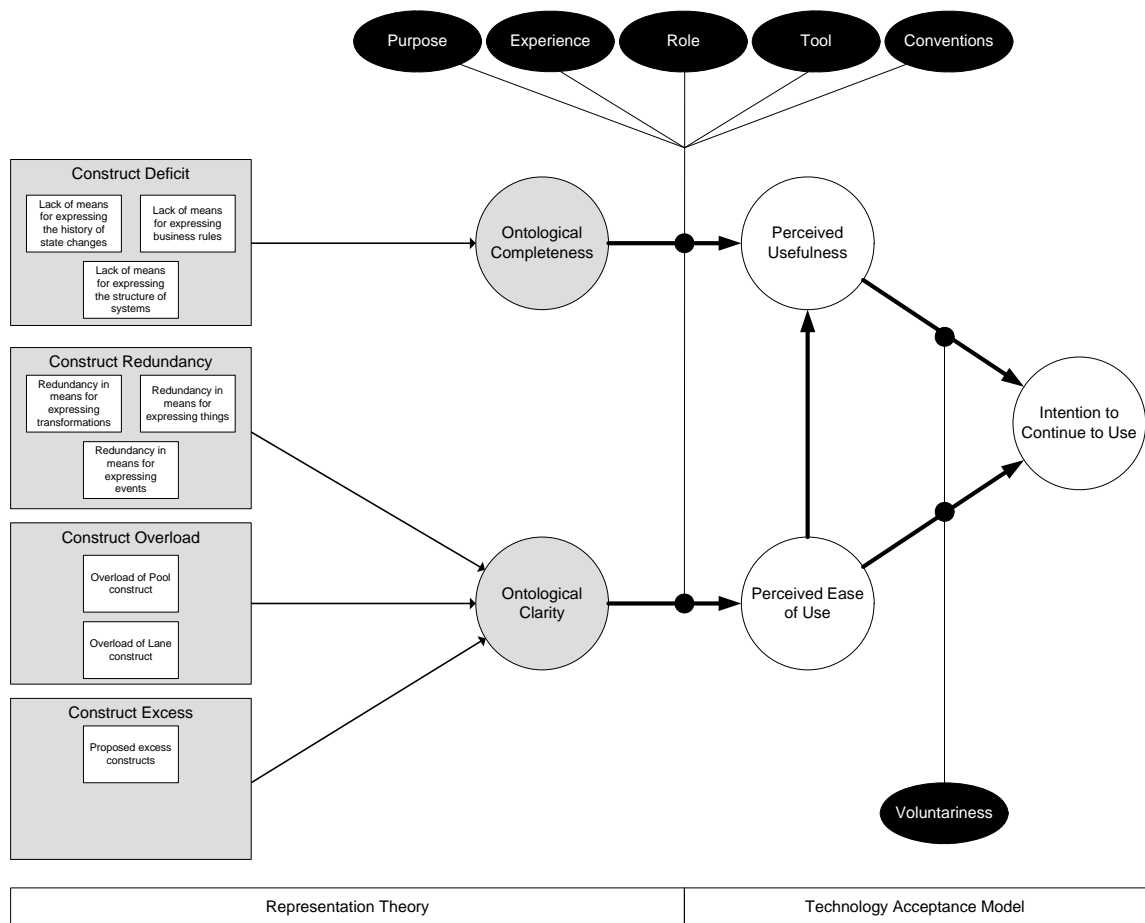 Purpose
Experience
Role
Tool
Conventions
Construct Deficit
Lack of means
for expressing
the history of
state changes
Lack of means
for expressing
business rules
Lack of means
for expressing
the structure of
systems
Ontological
Completeness
Perceived
Usefulness
Construct Redundancy
Redundancy in
means for
expressing
transformations
Redundancy in
means for
expressing things
Redundancy in
means for
expressing
events
Intention to
Continue to Use
Construct Overload
Overload of Pool
construct
Overload of Lane
construct
Ontological
Clarity
Perceived Ease
of Use
Construct Excess
Proposed excess
constructs
Voluntariness
Representation Theory
Technology Acceptance Model